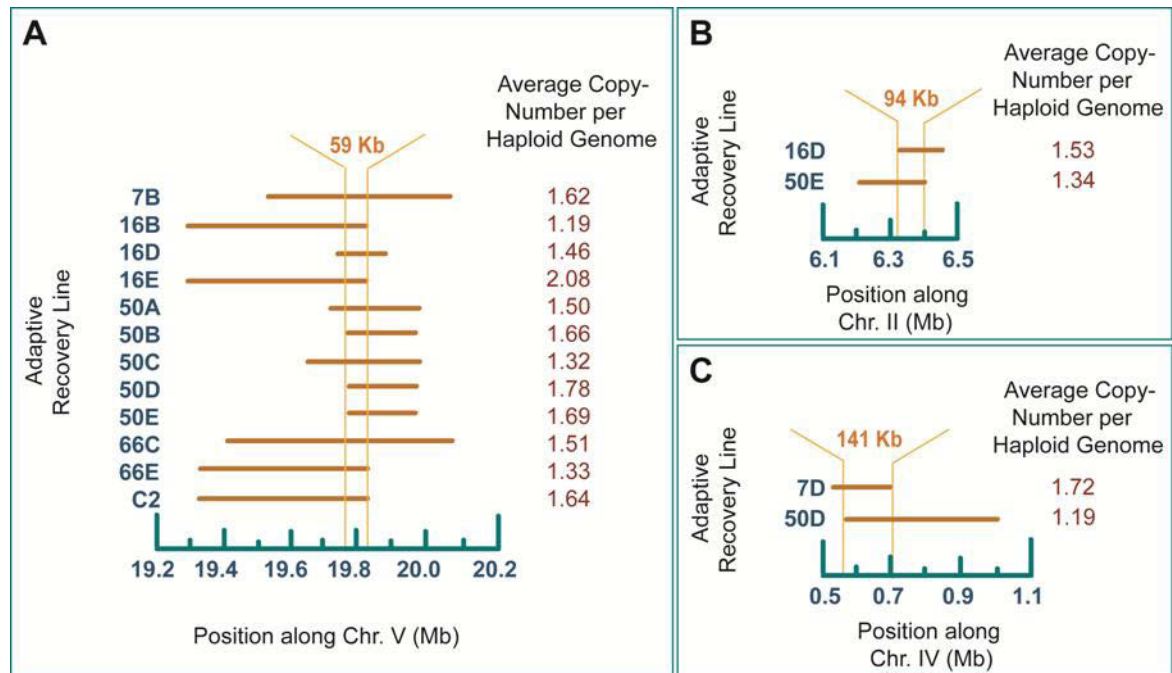 A
Average Copy-
Number per
Haploid Genome
59 Kb
Adaptive
Recovery Line
7B 1.62
16B 1.19
16D 1.46
16E 2.08
50A 1.50
50B 1.66
50C 1.32
50D 1.78
50E 1.69
66C 1.51
66E 1.33
C2 1.64
19.2 19.4 19.6 19.8 20.0 20.2
Position along Chr. V (Mb)
B
Average Copy-
Number per
Haploid Genome
94 Kb
Adaptive
Recovery Line
16D 1.53
50E 1.34
6.1 6.3 6.5
Position along
Chr. II (Mb)
C
Average Copy-
Number per
Haploid Genome
141 Kb
Adaptive
Recovery Line
7D 1.72
50D 1.19
0.5 0.7 0.9 1.1
Position along
Chr. IV (Mb)